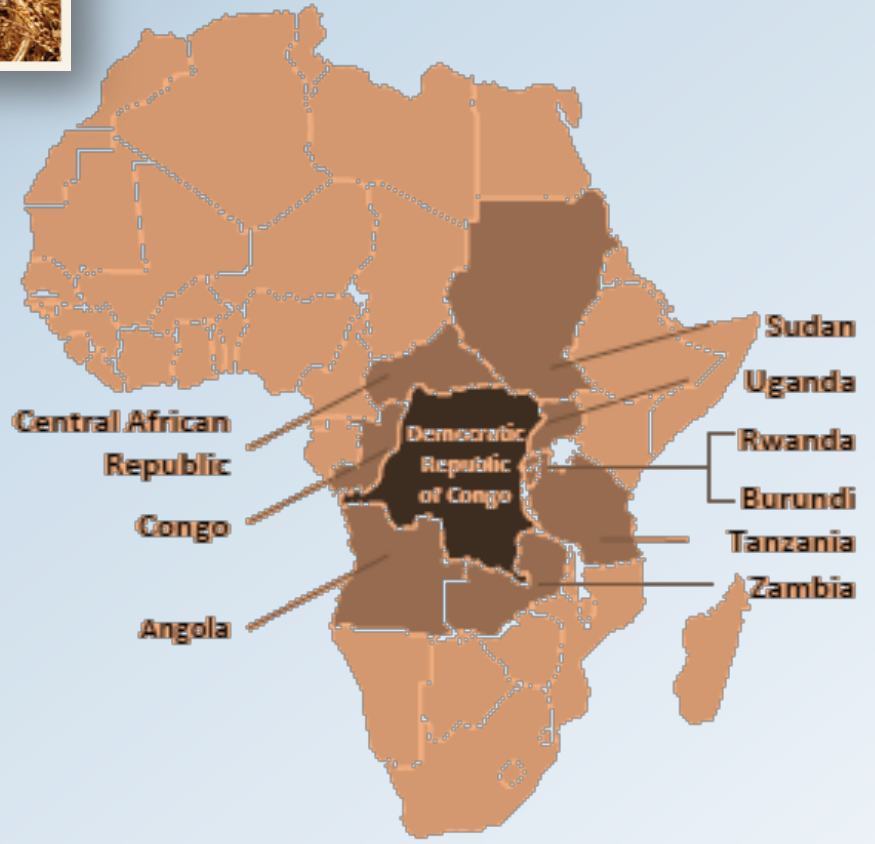 Sudan
Uganda
Central African
Republic
Democratic
Republic
of Congo
Rwanda
Burundi
Congo
Tanzania
Zambia
Angola